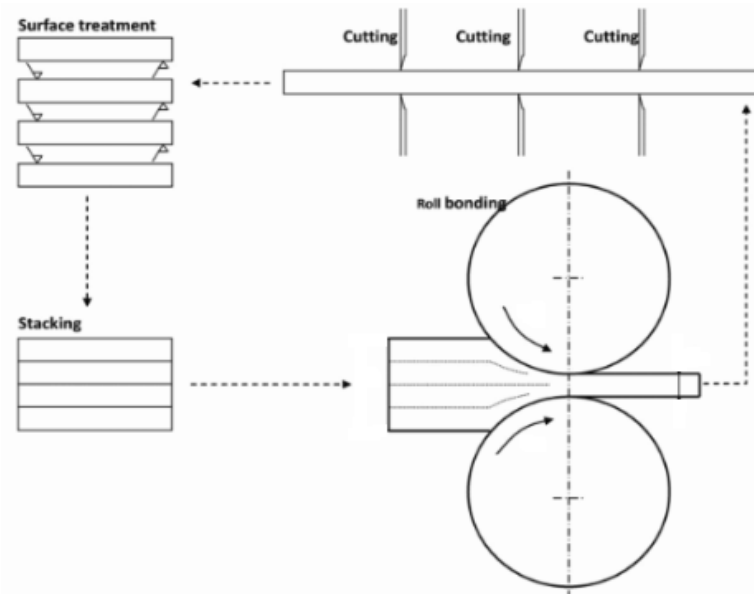 Surface treatment
Cutting
Cutting
Cutting
Roll bonding
Stacking